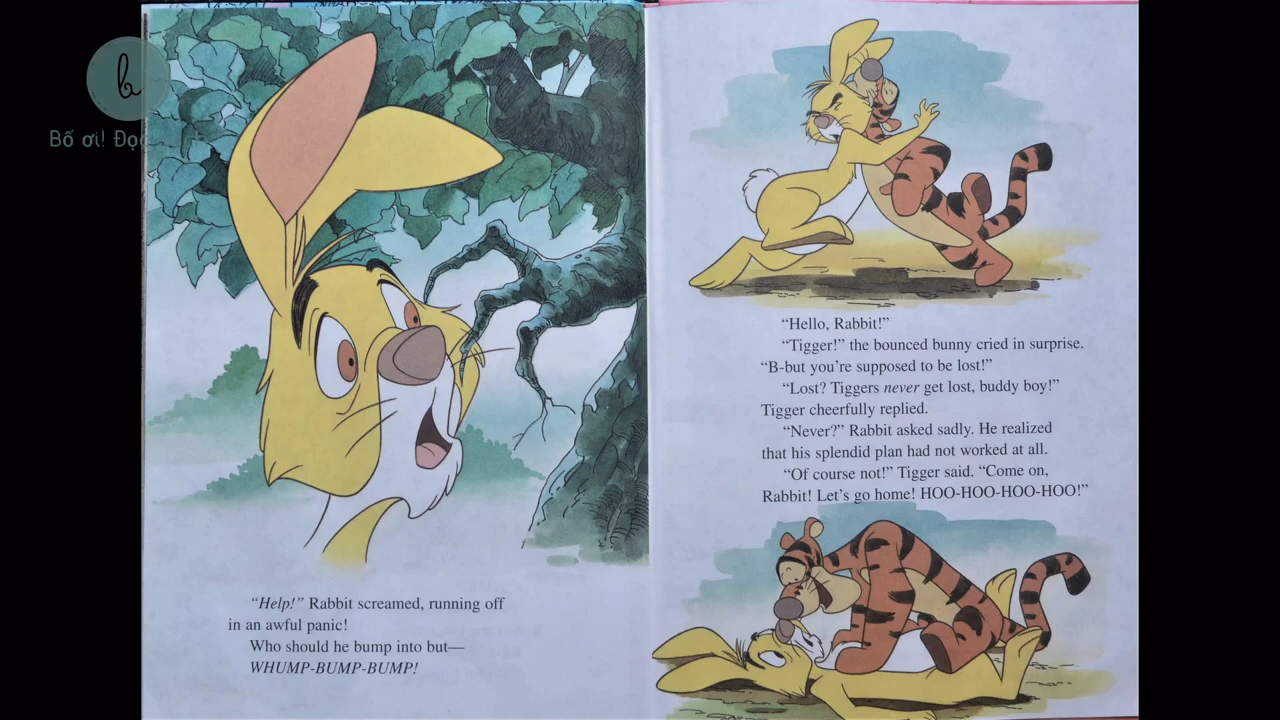 b
Bố ơi! Đọc
“Help!” Rabbit screamed, running off
in an awful panic!
Who should he bump into but—
WHUMP-BUMP-BUMP!
“Hello, Rabbit!”
“Tigger!” the bounced bunny cried in surprise.
“B-but you’re supposed to be lost!”
“Lost? Tiggers never get lost, buddy boy!”
Tigger cheerfully replied.
“Never?” Rabbit asked sadly. He realized
that his splendid plan had not worked at all.
“Of course not!” Tigger said. “Come on,
Rabbit! Let’s go home! HOO-HOO-HOO-HOO!”